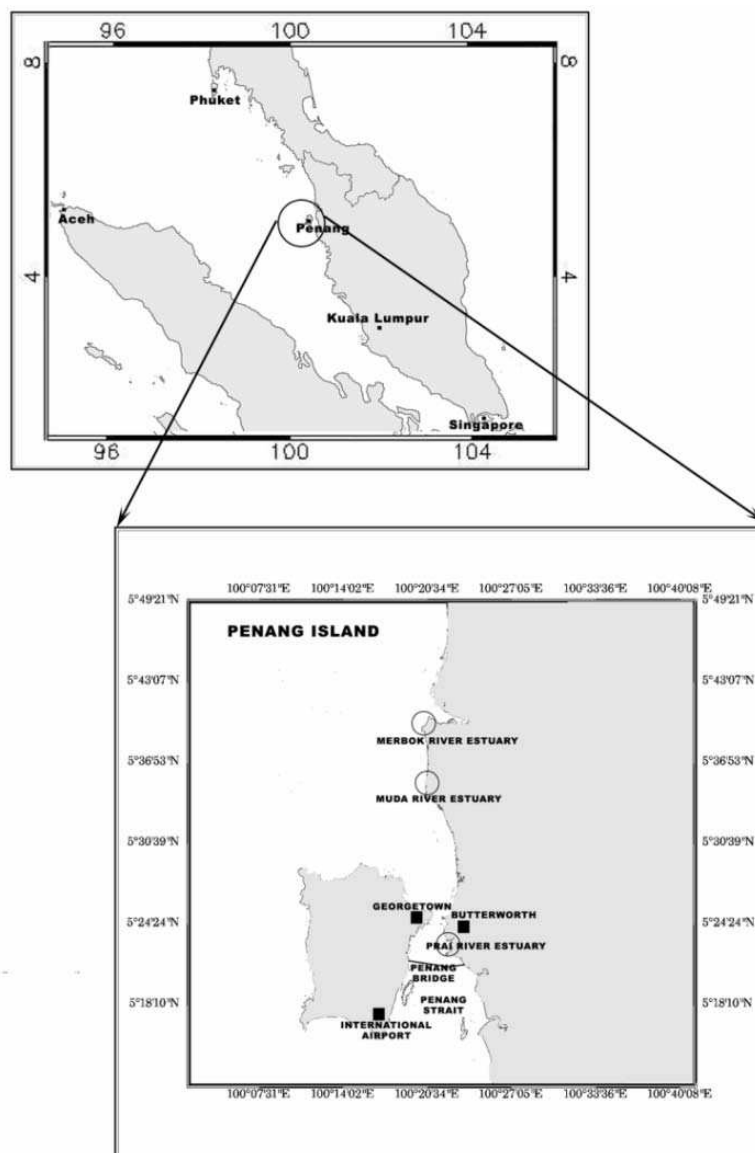 96 100 104
8 8
Phuket
Aceh
Penang
4 4
Kuala Lumpur
Singapore
96 100 104
100°07'31"E 100°14'02"E 100°20'34"E 100°27'05"E 100°33'36"E 100°40'08"E
5°49'21"N 5°49'21"N
PENANG ISLAND
5°43'07"N 5°43'07"N
MERBOK RIVER ESTUARY
5°36'53"N 5°36'53"N
MUDA RIVER ESTUARY
5°30'39"N 5°30'39"N
GEORGETOWN
BUTTERWORTH
5°24'24"N 5°24'24"N
PRAI RIVER ESTUARY
PENANG
BRIDGE
PENANG
STRAIT
5°18'10"N 5°18'10"N
INTERNATIONAL
AIRPORT
100°07'31"E 100°14'02"E 100°20'34"E 100°27'05"E 100°33'36"E 100°40'08"E